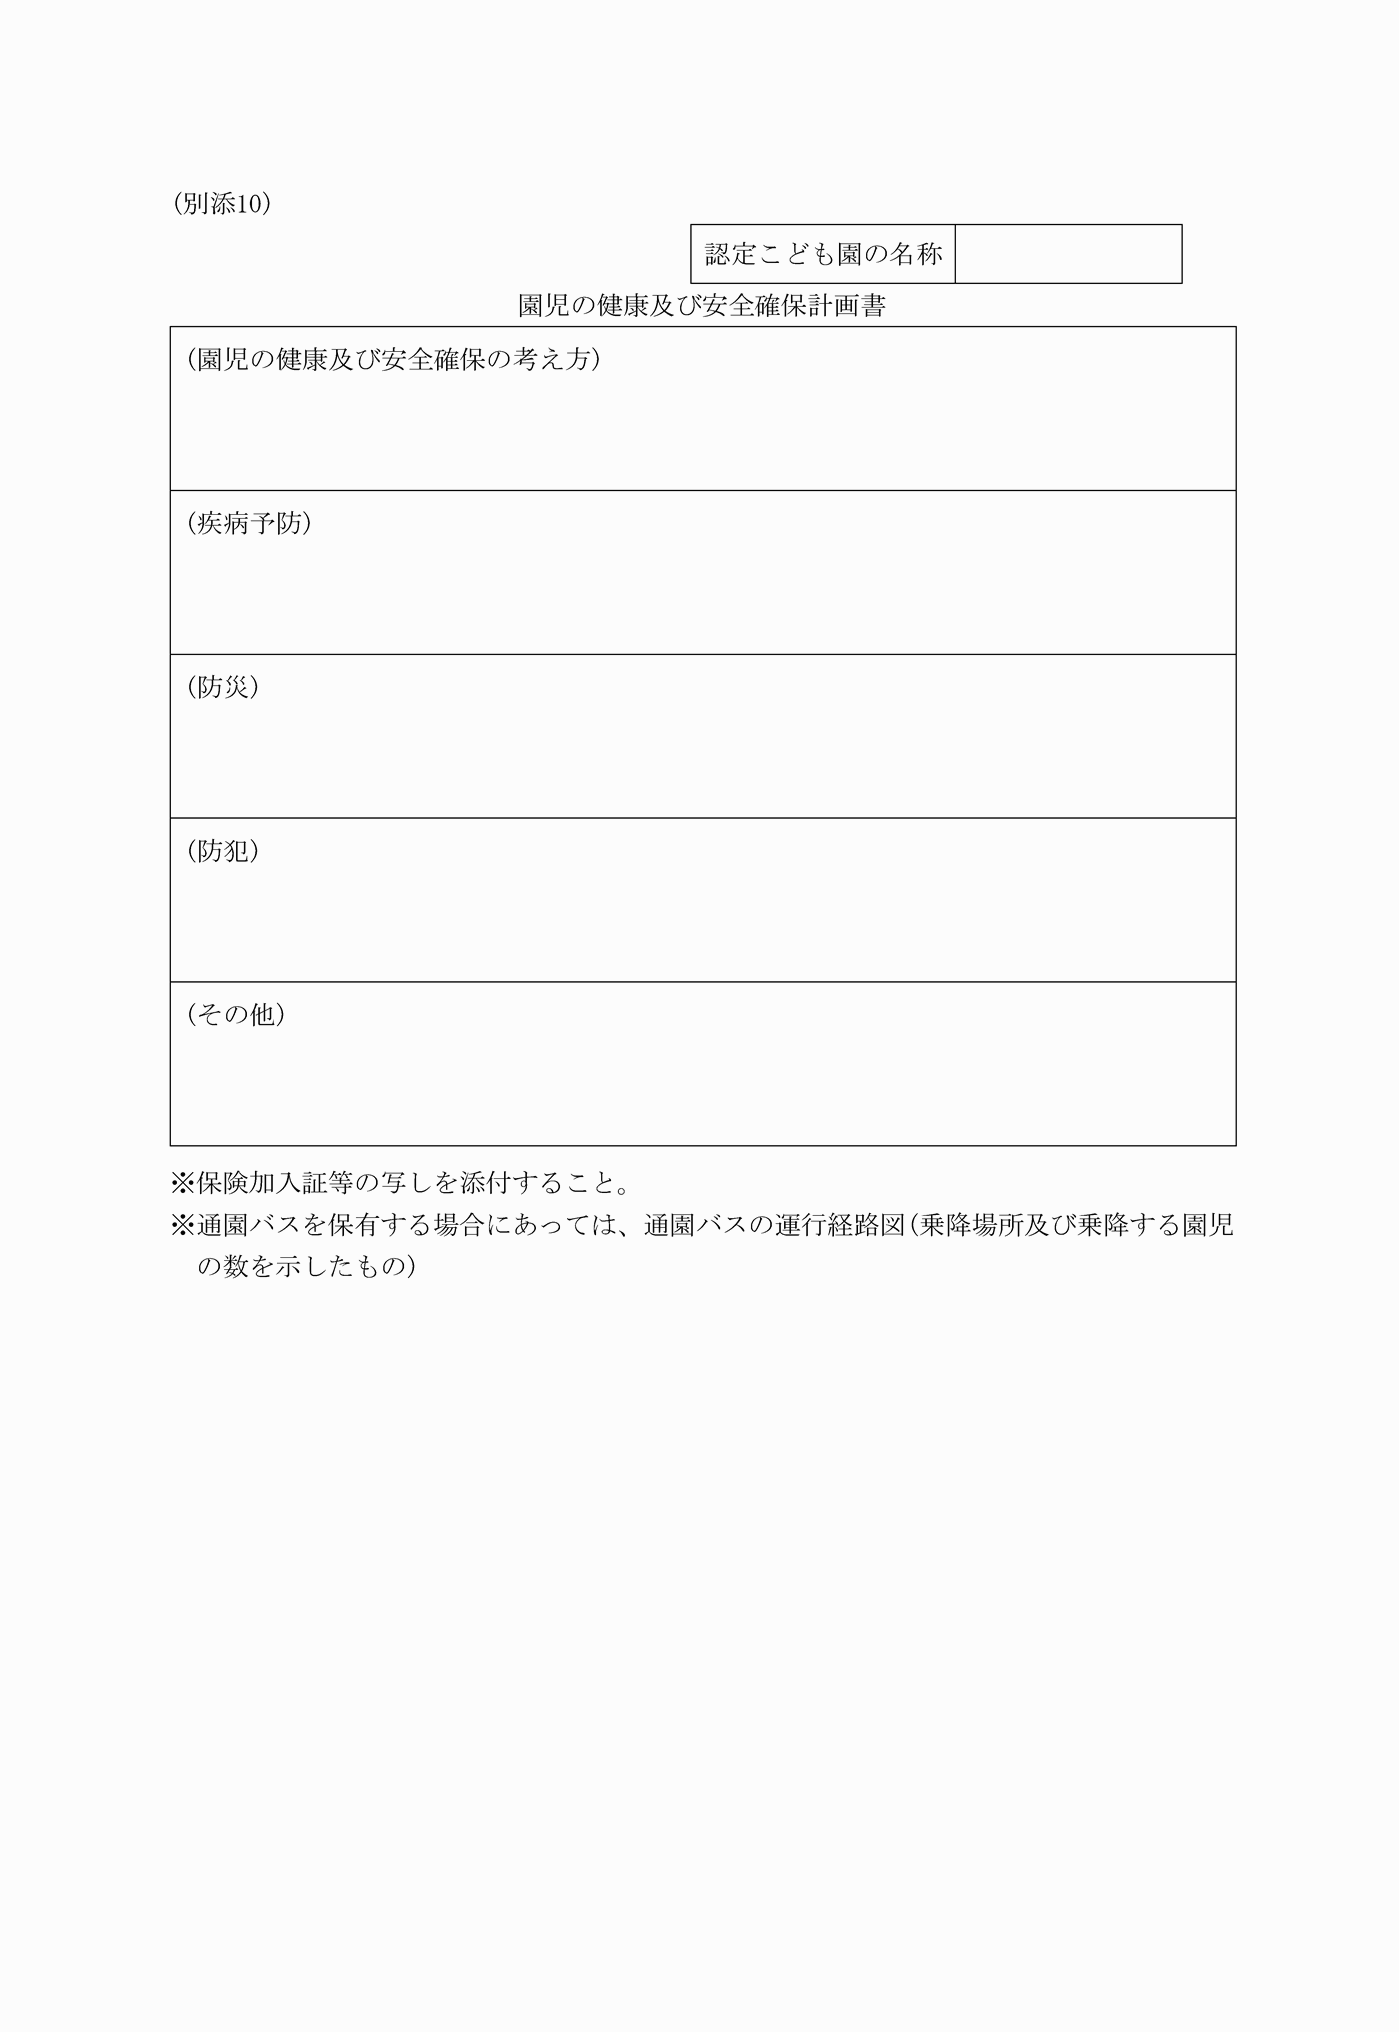 (別添10)
認定こども園の名称
園児の健康及び安全確保計画書
(園児の健康及び安全確保の考え方)
(疾病予防)
(防災)
(防犯)
(その他)
※保険加入証等の写しを添付すること。
※通園バスを保有する場合にあっては、通園バスの運行経路図(乗降場所及び乗降する園児
の数を示したもの)